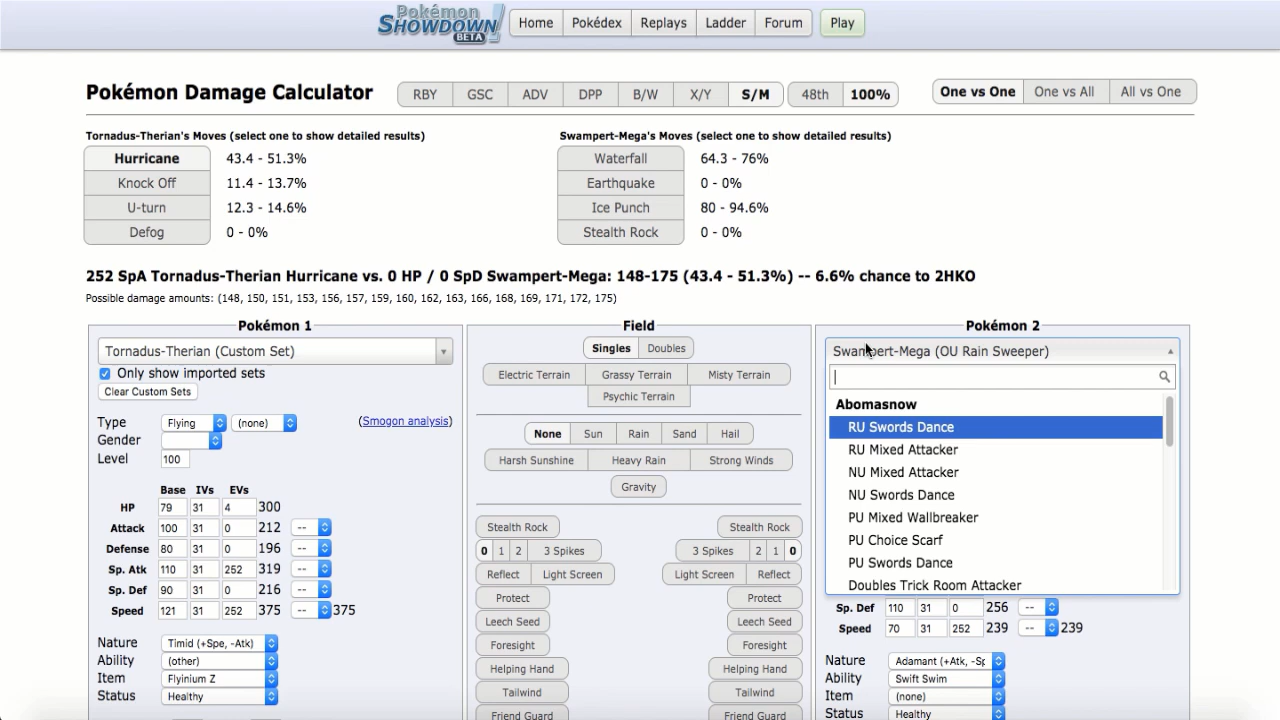 Pokémon SHOWDOWN! BETA Home Pokédex Replays Ladder Forum Play
Pokémon Damage Calculator RBY GSC ADV DPP B/W X/Y S/M 48th 100% One vs One One vs All All vs One
Tornadus-Therian's Moves (select one to show detailed results) Swampert-Mega's Moves (select one to show detailed results)
Hurricane 43.4 - 51.3% Waterfall 64.3 - 76%
Knock Off 11.4 - 13.7% Earthquake 0 - 0%
U-turn 12.3 - 14.6% Ice Punch 80 - 94.6%
Defog 0 - 0% Stealth Rock 0 - 0%
252 SpA Tornadus-Therian Hurricane vs. 0 HP / 0 SpD Swampert-Mega: 148-175 (43.4 - 51.3%) -- 6.6% chance to 2HKO
Possible damage amounts: (148, 150, 151, 153, 156, 157, 159, 160, 162, 163, 166, 168, 169, 171, 172, 175)
Pokémon 1
Tornadus-Therian (Custom Set)
Only show imported sets
Clear Custom Sets
Type Flying (none) (Smogon analysis)
Gender
Level 100
Base IVs EVs
HP 79 31 4 300
Attack 100 31 0 212 --
Defense 80 31 0 196 --
Sp. Atk 110 31 252 319 --
Sp. Def 90 31 0 216 --
Speed 121 31 252 375 -- 375
Nature Timid (+Spe, -Atk)
Ability (other)
Item Flyinium Z
Status Healthy
Field
Singles Doubles
Electric Terrain Grassy Terrain Misty Terrain
Psychic Terrain
None Sun Rain Sand Hail
Harsh Sunshine Heavy Rain Strong Winds
Gravity
Stealth Rock Stealth Rock
0 1 2 3 Spikes 3 Spikes 2 1 0
Reflect Light Screen Light Screen Reflect
Protect Protect
Leech Seed Leech Seed
Foresight Foresight
Helping Hand Helping Hand
Tailwind Tailwind
Friend Guard Friend Guard
Pokémon 2
Swampert-Mega (OU Rain Sweeper)
Abomasnow
RU Swords Dance
RU Mixed Attacker
NU Mixed Attacker
NU Swords Dance
PU Mixed Wallbreaker
PU Choice Scarf
PU Swords Dance
Doubles Trick Room Attacker
Sp. Def 110 31 0 256 --
Speed 70 31 252 239 -- 239
Nature Adamant (+Atk, -Sp
Ability Swift Swim
Item (none)
Status Healthy